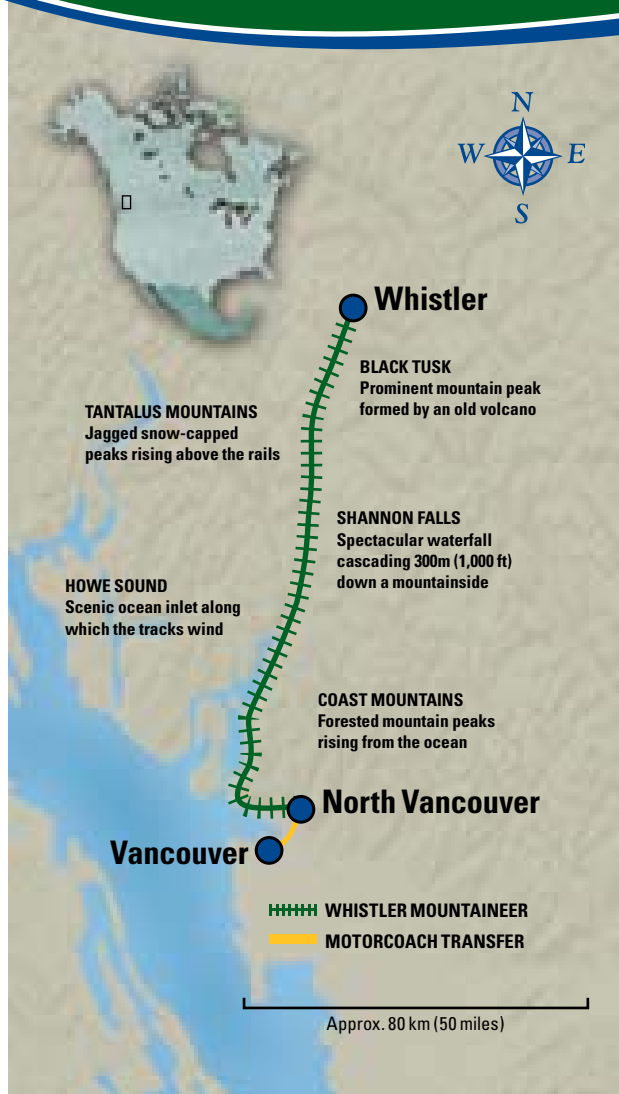 N
W E
S
Whistler
BLACK TUSK
Prominent mountain peak
formed by an old volcano
TANTALUS MOUNTAINS
Jagged snow-capped
peaks rising above the rails
SHANNON FALLS
Spectacular waterfall
cascading 300m (1,000 ft)
down a mountainside
HOWE SOUND
Scenic ocean inlet along
which the tracks wind
COAST MOUNTAINS
Forested mountain peaks
rising from the ocean
North Vancouver
Vancouver
WHISTLER MOUNTAINEER
MOTORCOACH TRANSFER
Approx. 80 km (50 miles)